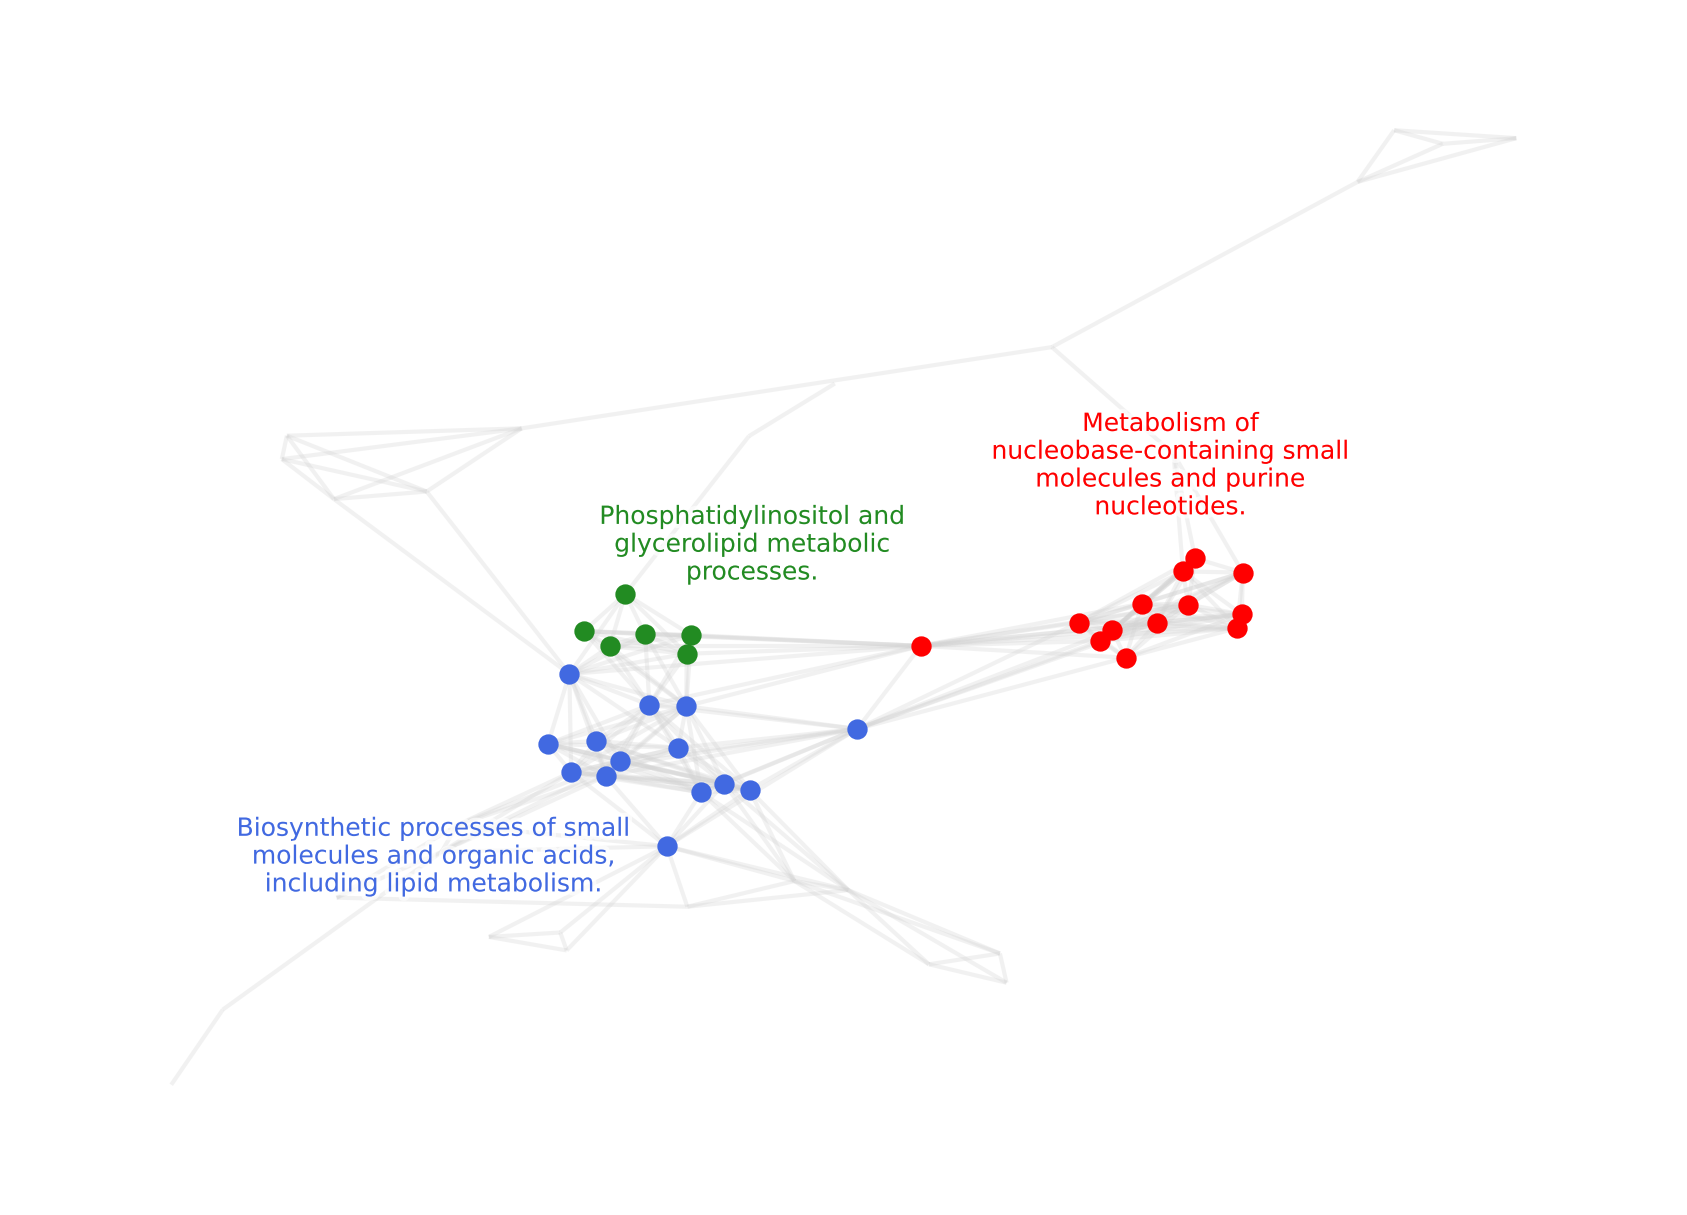 Metabolism of
nucleobase-containing small
molecules and purine
nucleotides.
Phosphatidylinositol and
glycerolipid metabolic
processes.
Biosynthetic processes of small
molecules and organic acids,
including lipid metabolism.